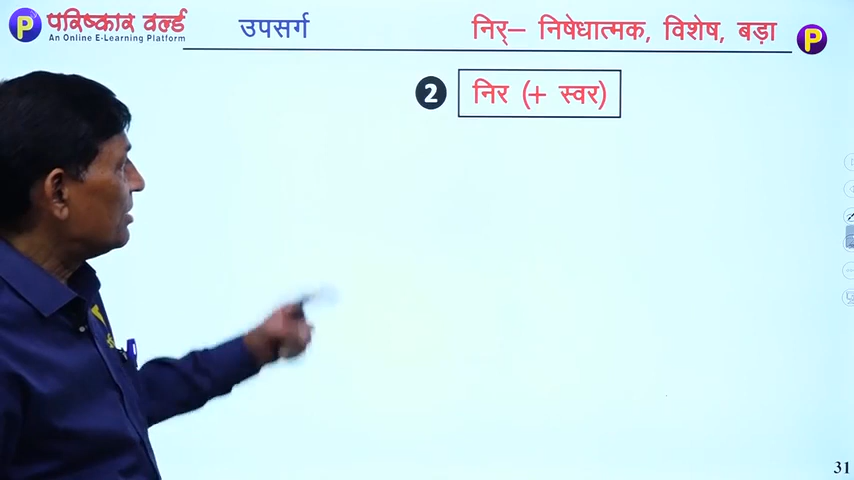 P परिष्कार वर्ल्ड
An Online E-Learning Platform
उपसर्ग
निर्– निषेधात्मक, विशेष, बड़ा
P
2 निर (+ स्वर)
31